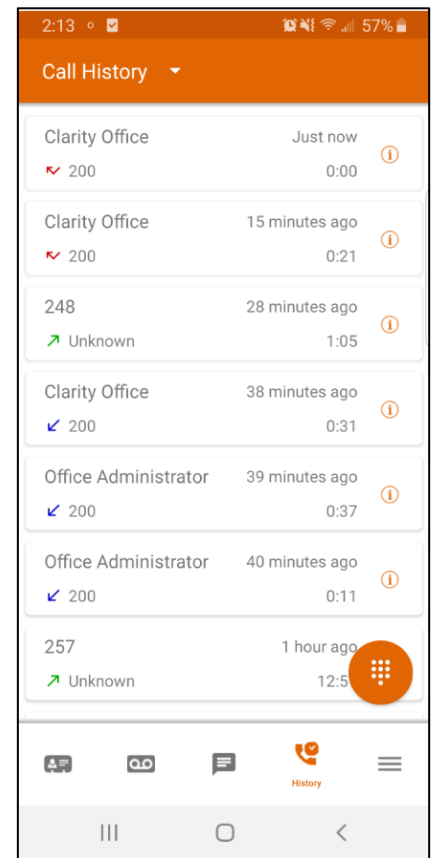 2:13
57%
Call History
Clarity Office Just now
200 0:00
Clarity Office 15 minutes ago
200 0:21
248 28 minutes ago
Unknown 1:05
Clarity Office 38 minutes ago
200 0:31
Office Administrator 39 minutes ago
200 0:37
Office Administrator 40 minutes ago
200 0:11
257 1 hour ago
Unknown
History